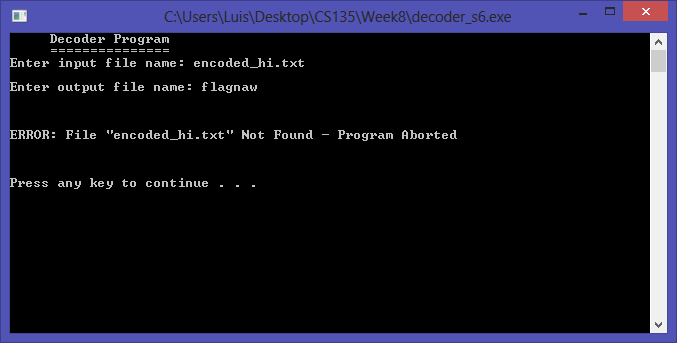 C:\Users\Luis\Desktop\CS135\Week8\decoder_s6.exe
Decoder Program
===============
Enter input file name: encoded_hi.txt
Enter output file name: flagnaw
ERROR: File "encoded_hi.txt" Not Found - Program Aborted
Press any key to continue . . .